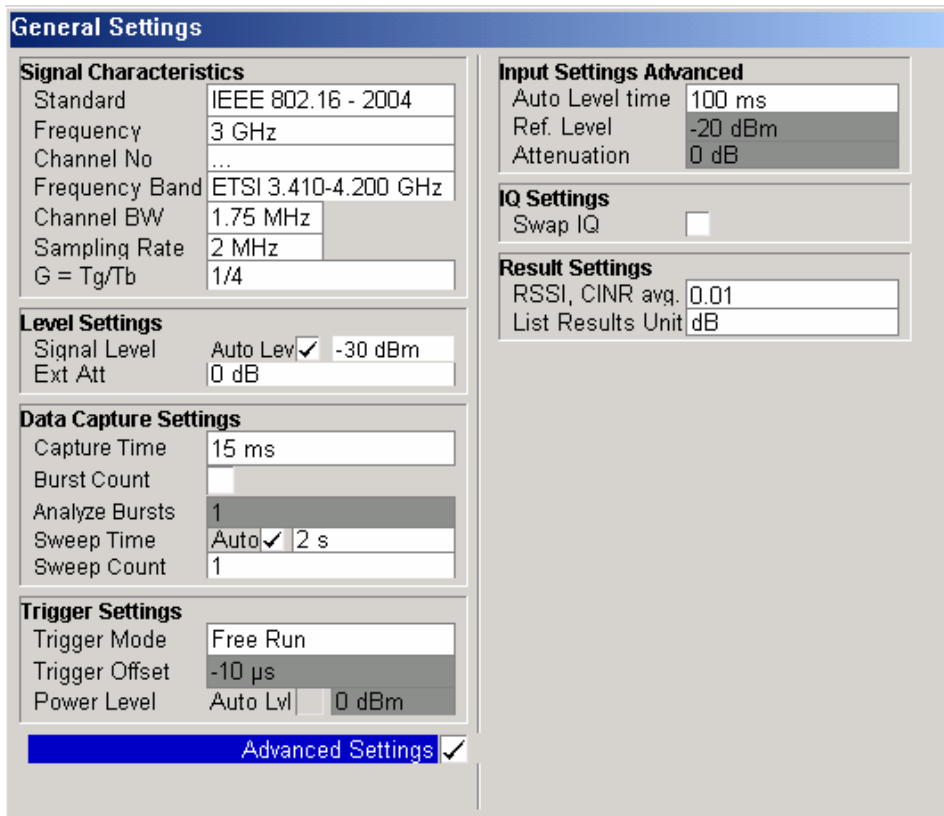 General Settings
Signal Characteristics
Standard IEEE 802.16 - 2004
Frequency 3 GHz
Channel No ...
Frequency Band ETSI 3.410-4.200 GHz
Channel BW 1.75 MHz
Sampling Rate 2 MHz
G = Tg/Tb 1/4
Level Settings
Signal Level Auto Lev -30 dBm
Ext Att 0 dB
Data Capture Settings
Capture Time 15 ms
Burst Count
Analyze Bursts 1
Sweep Time Auto 2 s
Sweep Count 1
Trigger Settings
Trigger Mode Free Run
Trigger Offset -10 µs
Power Level Auto Lvl 0 dBm
Advanced Settings
Input Settings Advanced
Auto Level time 100 ms
Ref. Level -20 dBm
Attenuation 0 dB
IQ Settings
Swap IQ
Result Settings
RSSI, CINR avg. 0.01
List Results Unit dB